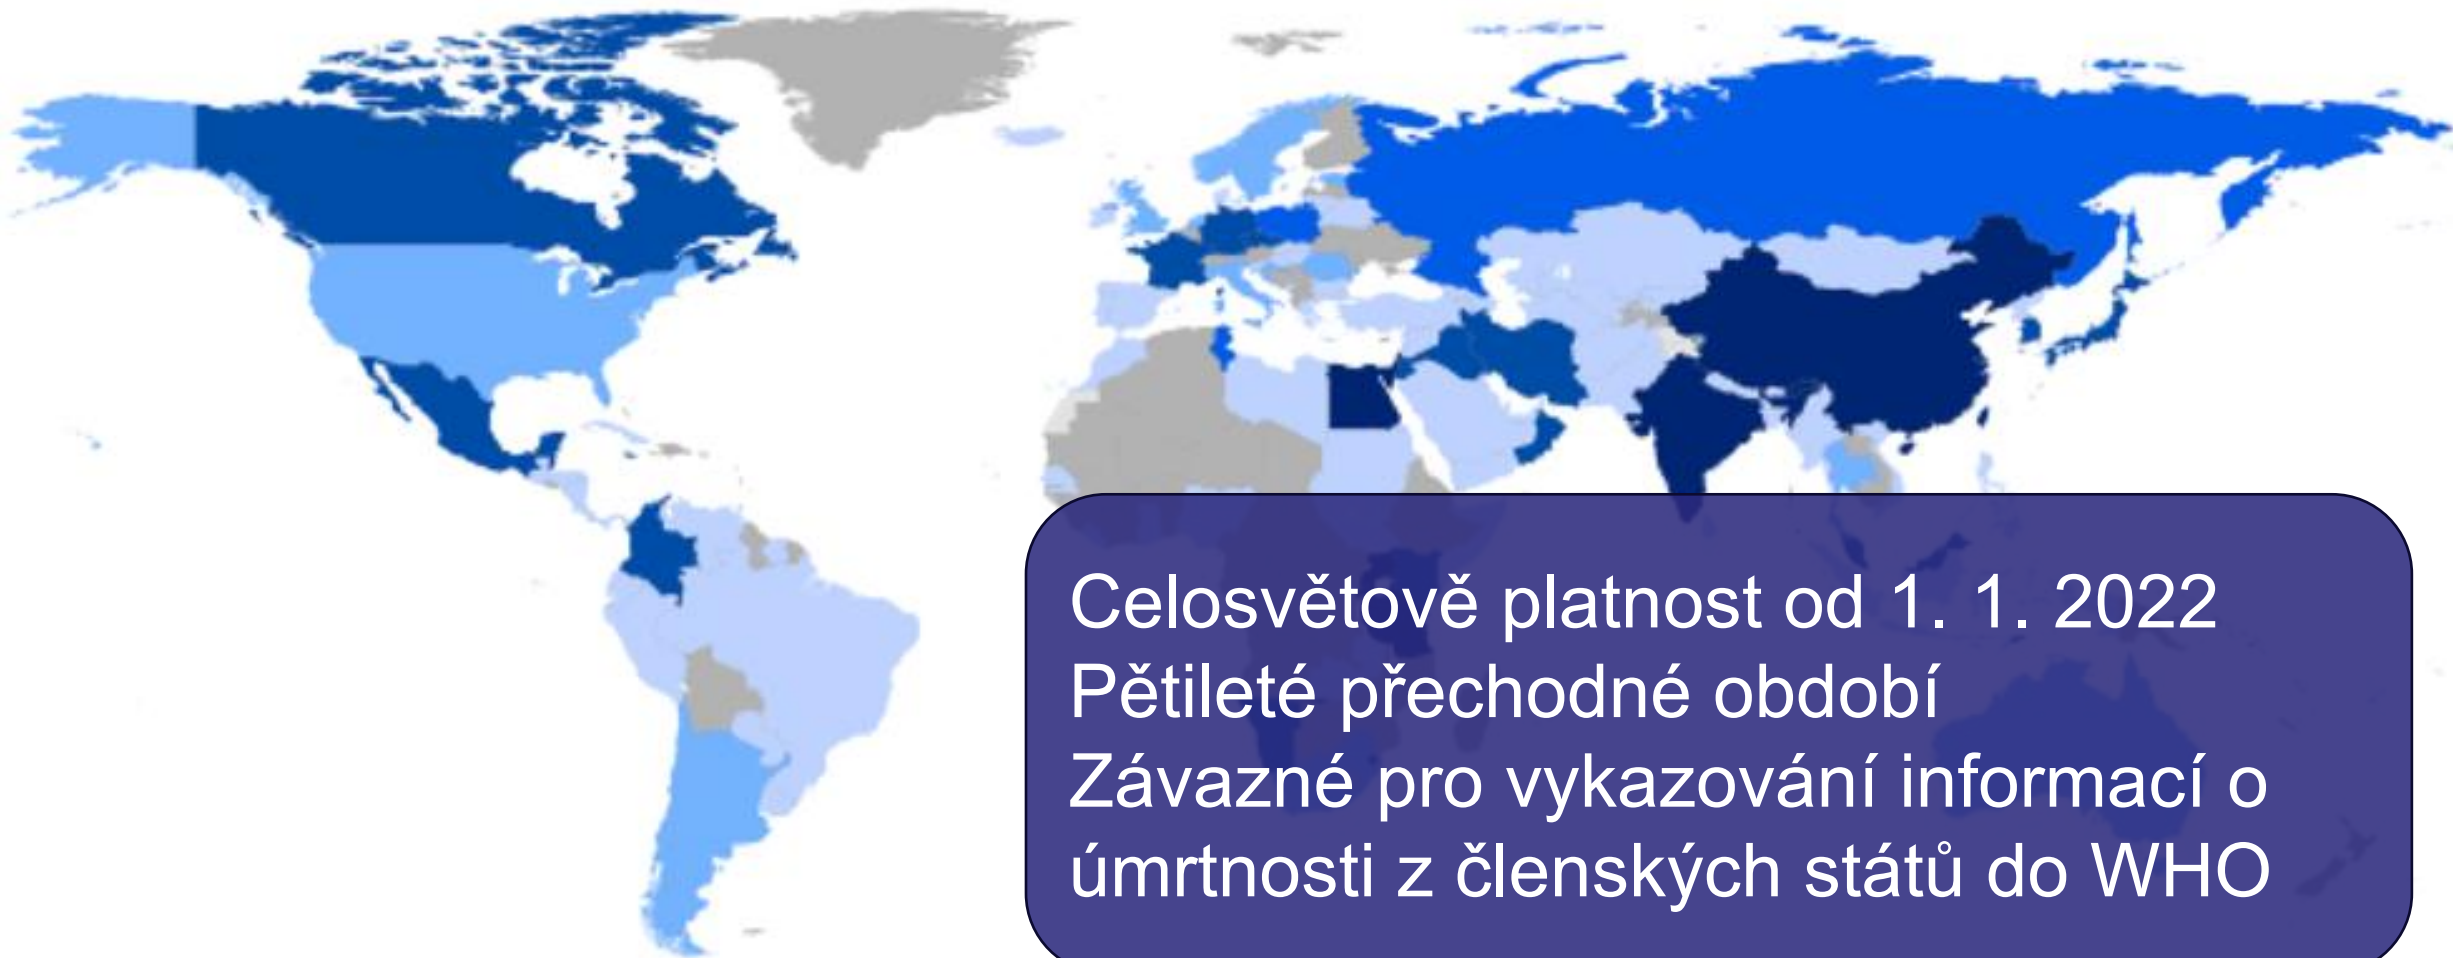 Celosvětově platnost od 1. 1. 2022
Pětileté přechodné období
Závazné pro vykazování informací o
úmrtnosti z členských států do WHO